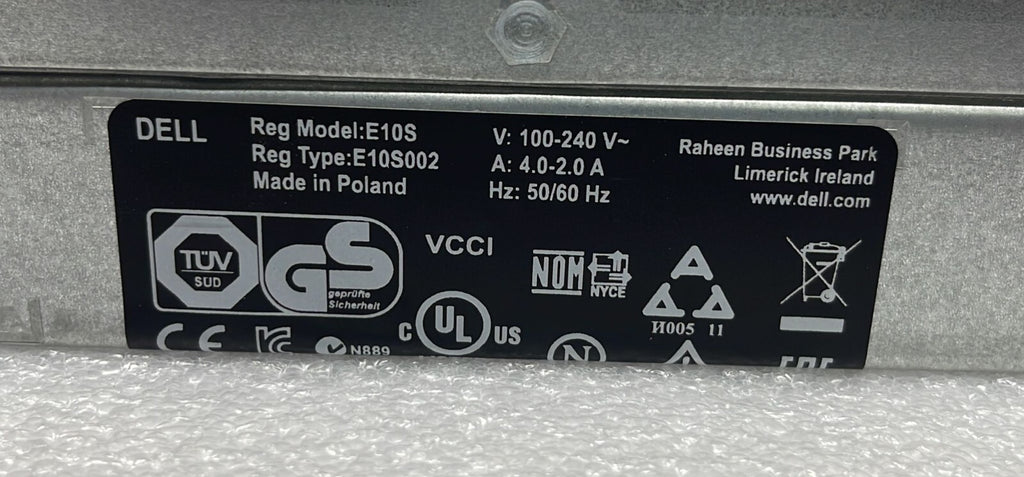 DELL
Reg Model:E10S
Reg Type:E10S002
Made in Poland
V: 100-240 V~
A: 4.0-2.0 A
Hz: 50/60 Hz
Raheen Business Park
Limerick Ireland
www.dell.com
TÜV
SÜD
GS
geprüfte
Sicherheit
VCCI
NOM
NYCE
И005 11
CE
N889
C UL US
N
EAC